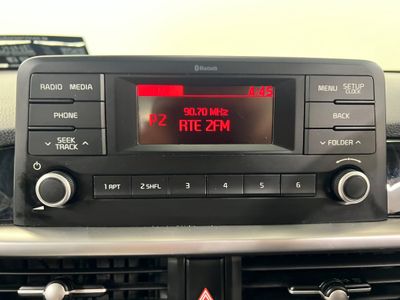 Bluetooth
RADIO MEDIA
4:45
MENU SETUP
CLOCK
90.70 MHz
PHONE
P2
RTE 2FM
BACK
SEEK
TRACK
FOLDER
1 RPT 2 SHFL 3 4 5 6